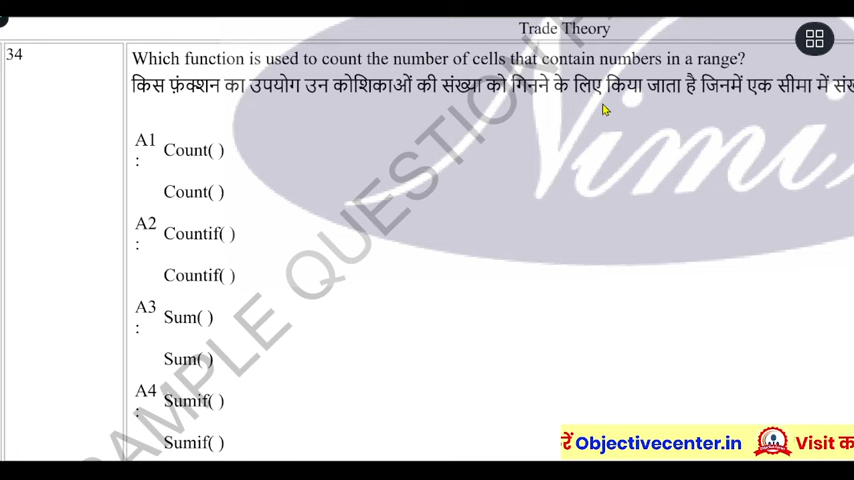 Trade Theory
34
Which function is used to count the number of cells that contain numbers in a range?
किस फ़ंक्शन का उपयोग उन कोशिकाओं की संख्या को गिनने के लिए किया जाता है जिनमें एक सीमा में
A1 : Count( )
Count( )
A2 : Countif( )
Countif( )
A3 : Sum( )
Sum( )
A4 : Sumif( )
Sumif( )
SAMPLE QUESTION
Nimi
Objectivecenter.in Visit